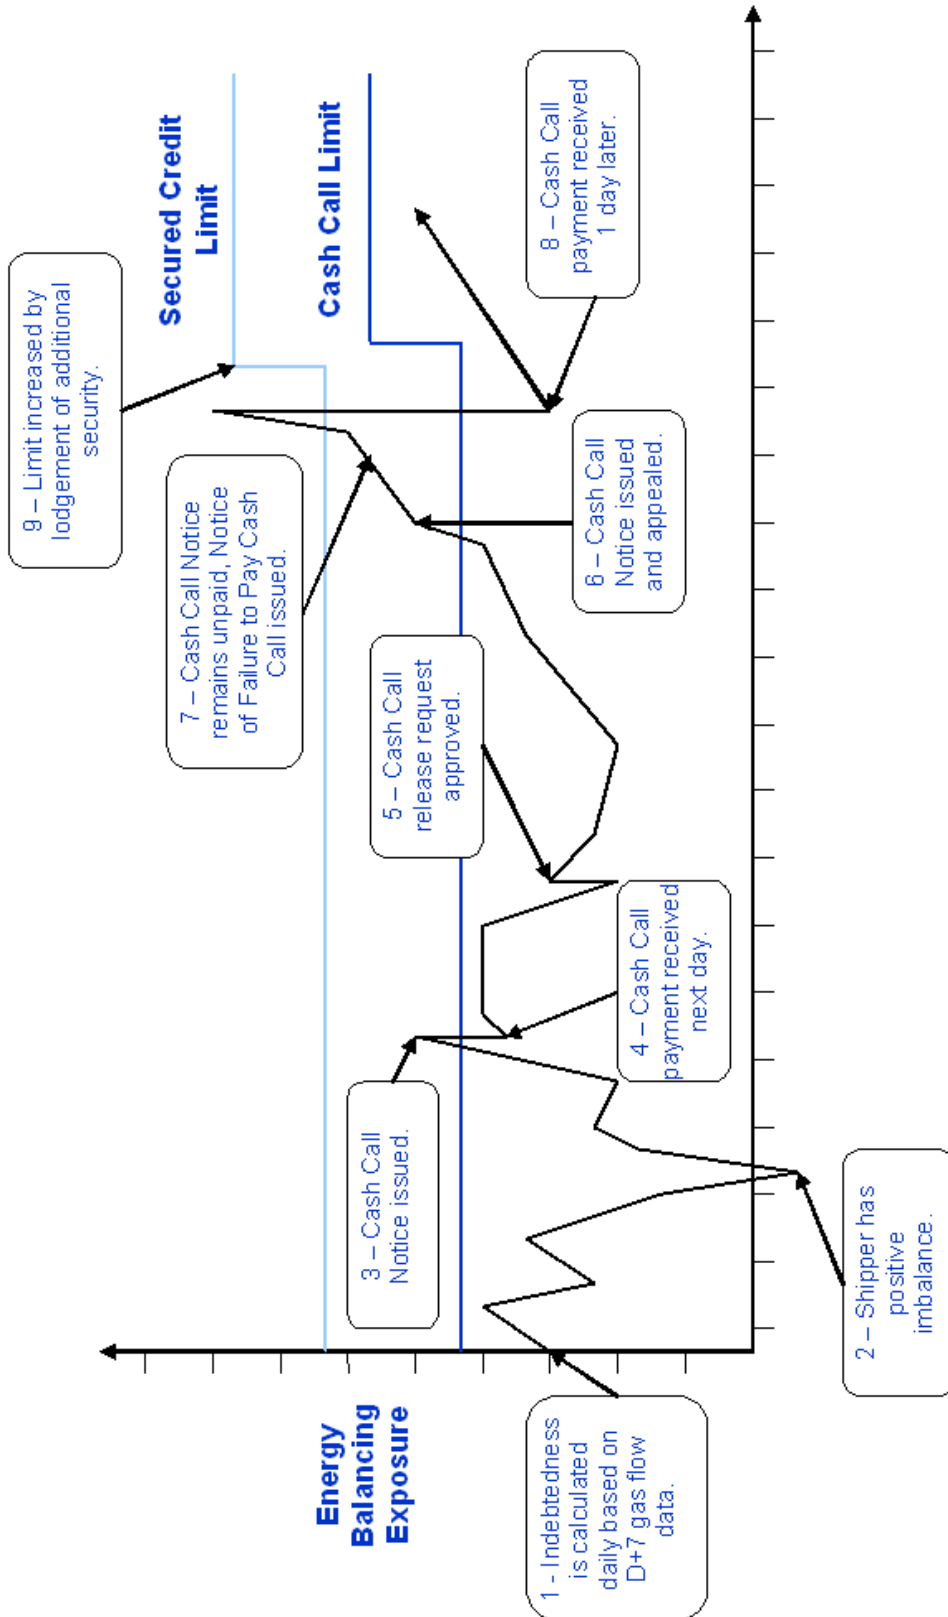 Energy
Balancing
Exposure
1 - Indebtedness
is calculated
daily based on
D+7 gas flow
data.
2 – Shipper has
positive
imbalance.
3 – Cash Call
Notice issued.
4 – Cash Call
payment received
next day.
5 – Cash Call
release request
approved.
6 – Cash Call
Notice issued
and appealed.
7 – Cash Call Notice
remains unpaid, Notice
of Failure to Pay Cash
Call issued.
8 – Cash Call
payment received
1 day later.
9 – Limit increased by
lodgement of additional
security.
Secured Credit
Limit
Cash Call Limit